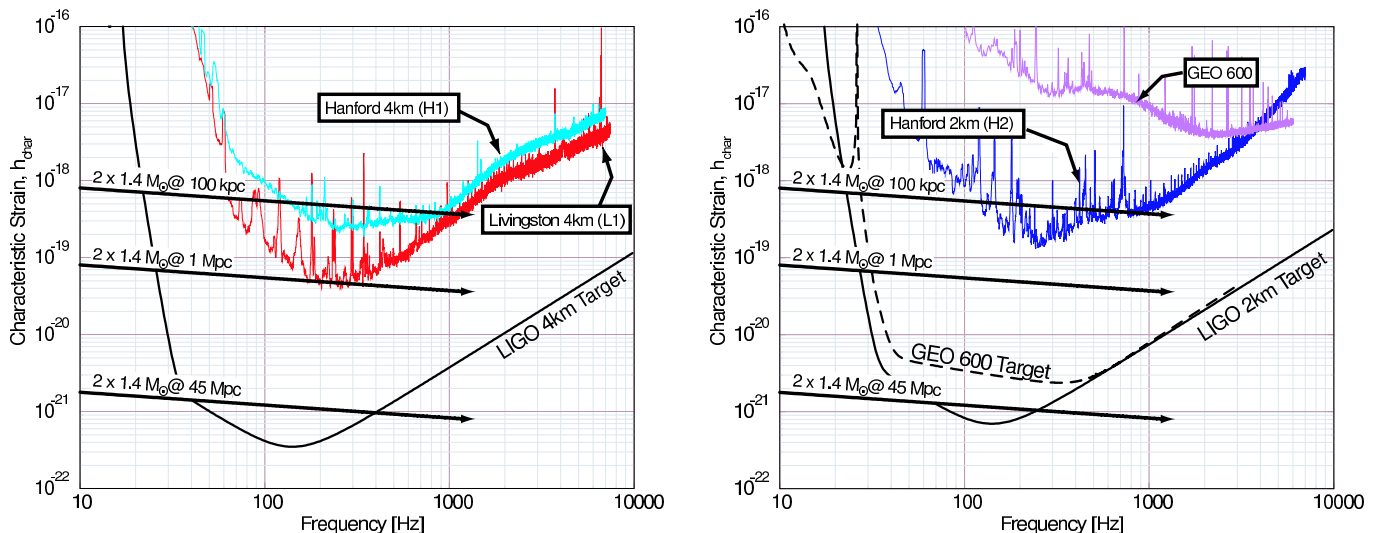 10⁻¹⁶
10⁻¹⁷
10⁻¹⁸
10⁻¹⁹
10⁻²⁰
10⁻²¹
10⁻²²
Characteristic Strain, h_char
Hanford 4km (H1)
2 x 1.4 M☉@ 100 kpc
Livingston 4km (L1)
2 x 1.4 M☉@ 1 Mpc
LIGO 4km Target
2 x 1.4 M☉@ 45 Mpc
10
100
1000
10000
Frequency [Hz]
10⁻¹⁶
10⁻¹⁷
10⁻¹⁸
10⁻¹⁹
10⁻²⁰
10⁻²¹
10⁻²²
Characteristic Strain, h_char
GEO 600
Hanford 2km (H2)
2 x 1.4 M☉@ 100 kpc
2 x 1.4 M☉@ 1 Mpc
LIGO 2km Target
GEO 600 Target
2 x 1.4 M☉@ 45 Mpc
10
100
1000
10000
Frequency [Hz]